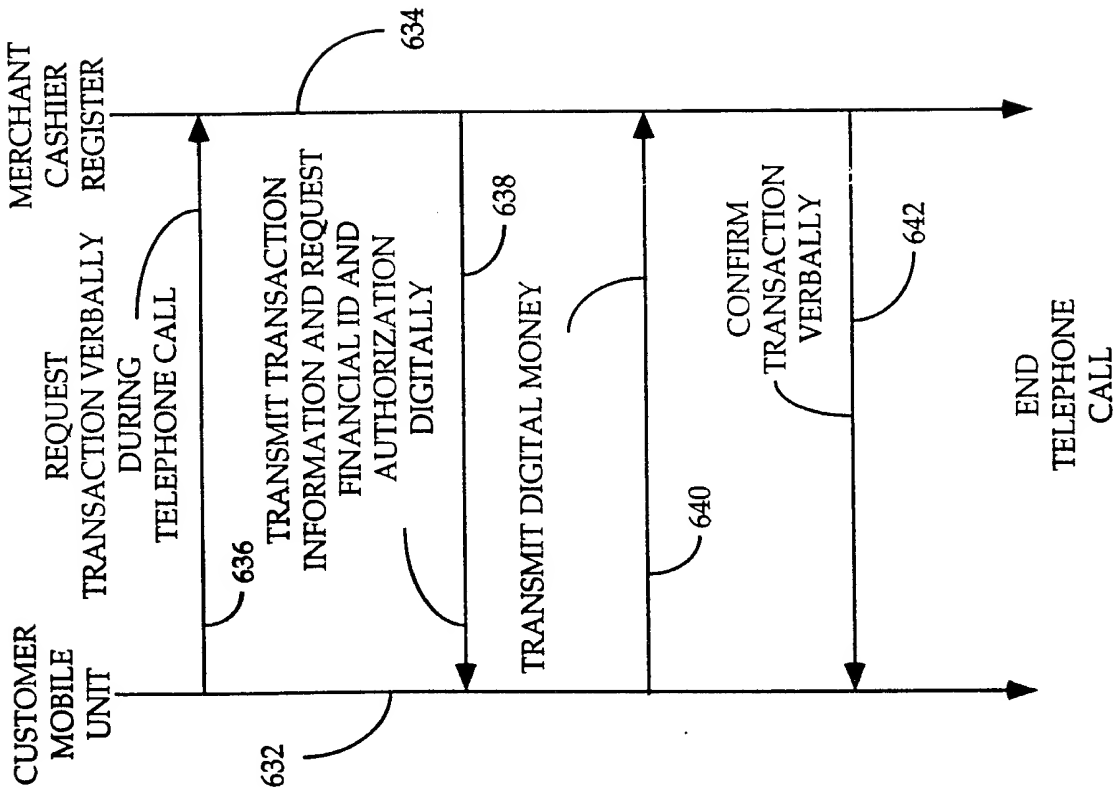 CUSTOMER
MOBILE
UNIT
MERCHANT
CASHIER
REGISTER
REQUEST
TRANSACTION VERBALLY
DURING
TELEPHONE CALL
636
634
632
TRANSMIT TRANSACTION
INFORMATION AND REQUEST
FINANCIAL ID AND
AUTHORIZATION
DIGITALLY
638
TRANSMIT DIGITAL MONEY
640
CONFIRM
TRANSACTION
VERBALLY
642
END
TELEPHONE
CALL